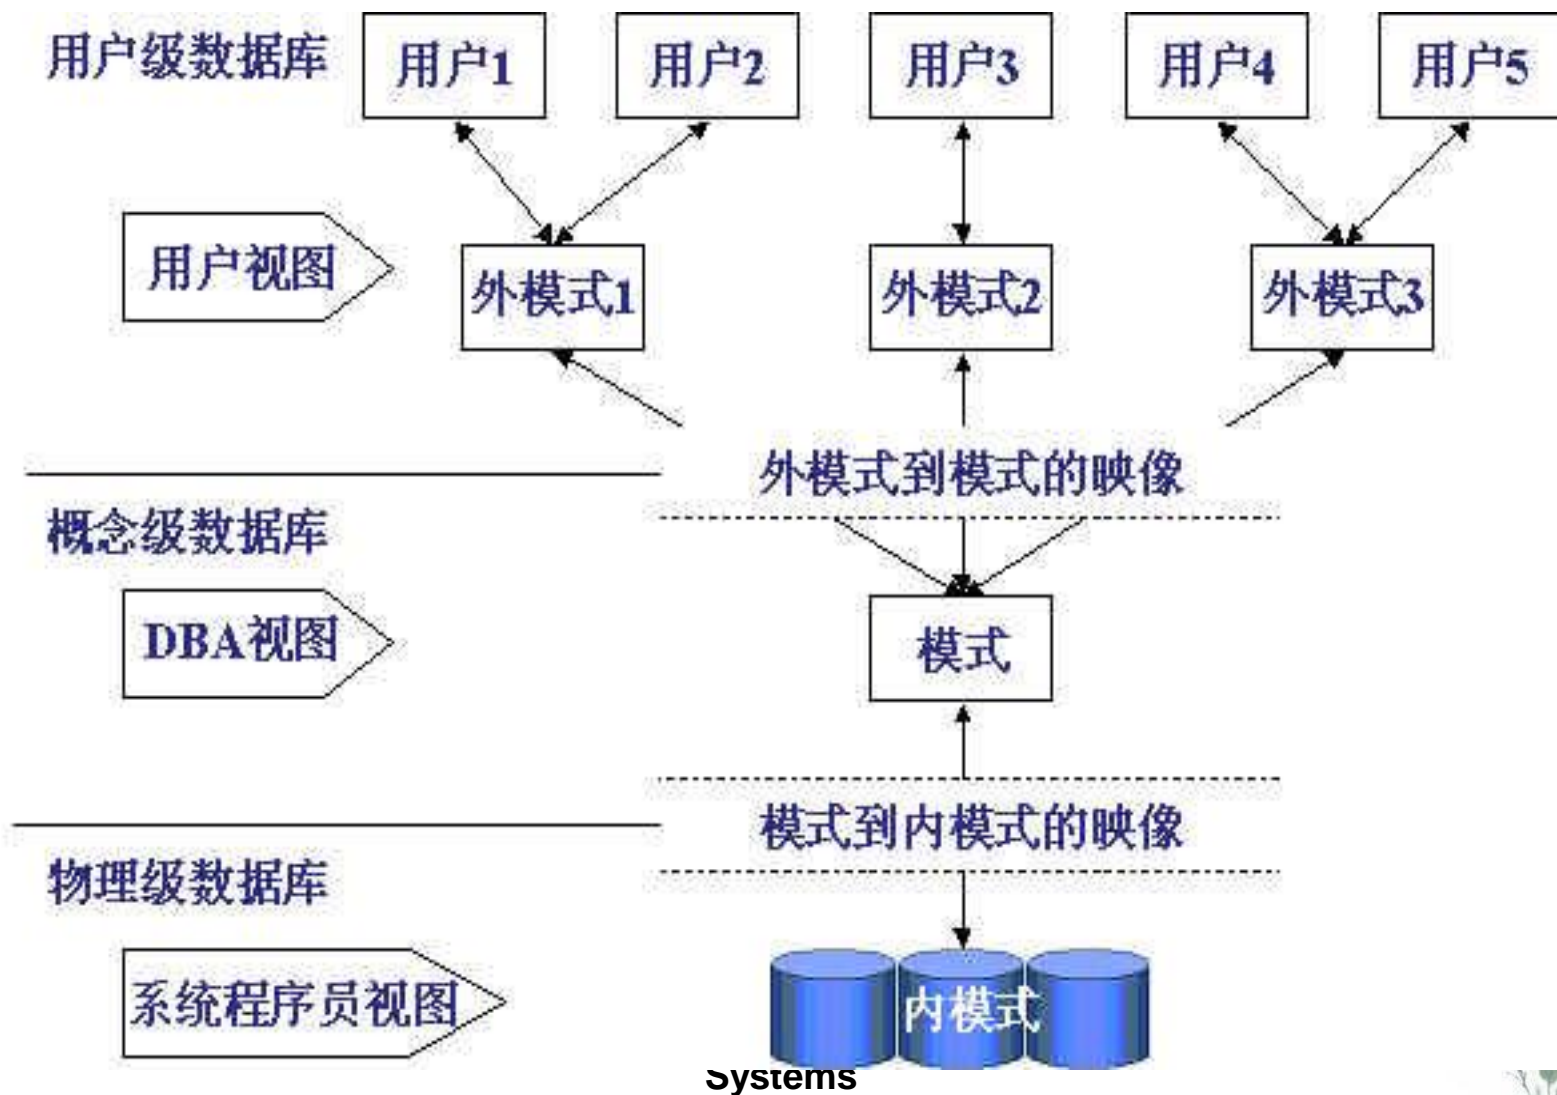 用户级数据库
用户1
用户2
用户3
用户4
用户5
用户视图
外模式1
外模式2
外模式3
外模式到模式的映像
概念级数据库
DBA视图
模式
模式到内模式的映像
物理级数据库
系统程序员视图
内模式
Systems